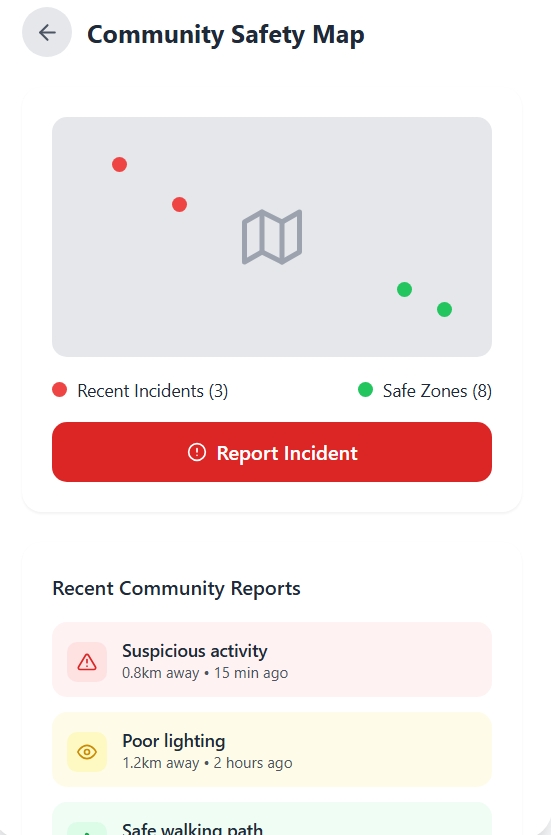 Community Safety Map
Recent Incidents (3)
Safe Zones (8)
Report Incident
Recent Community Reports
Suspicious activity
0.8km away • 15 min ago
Poor lighting
1.2km away • 2 hours ago
Safe walking path